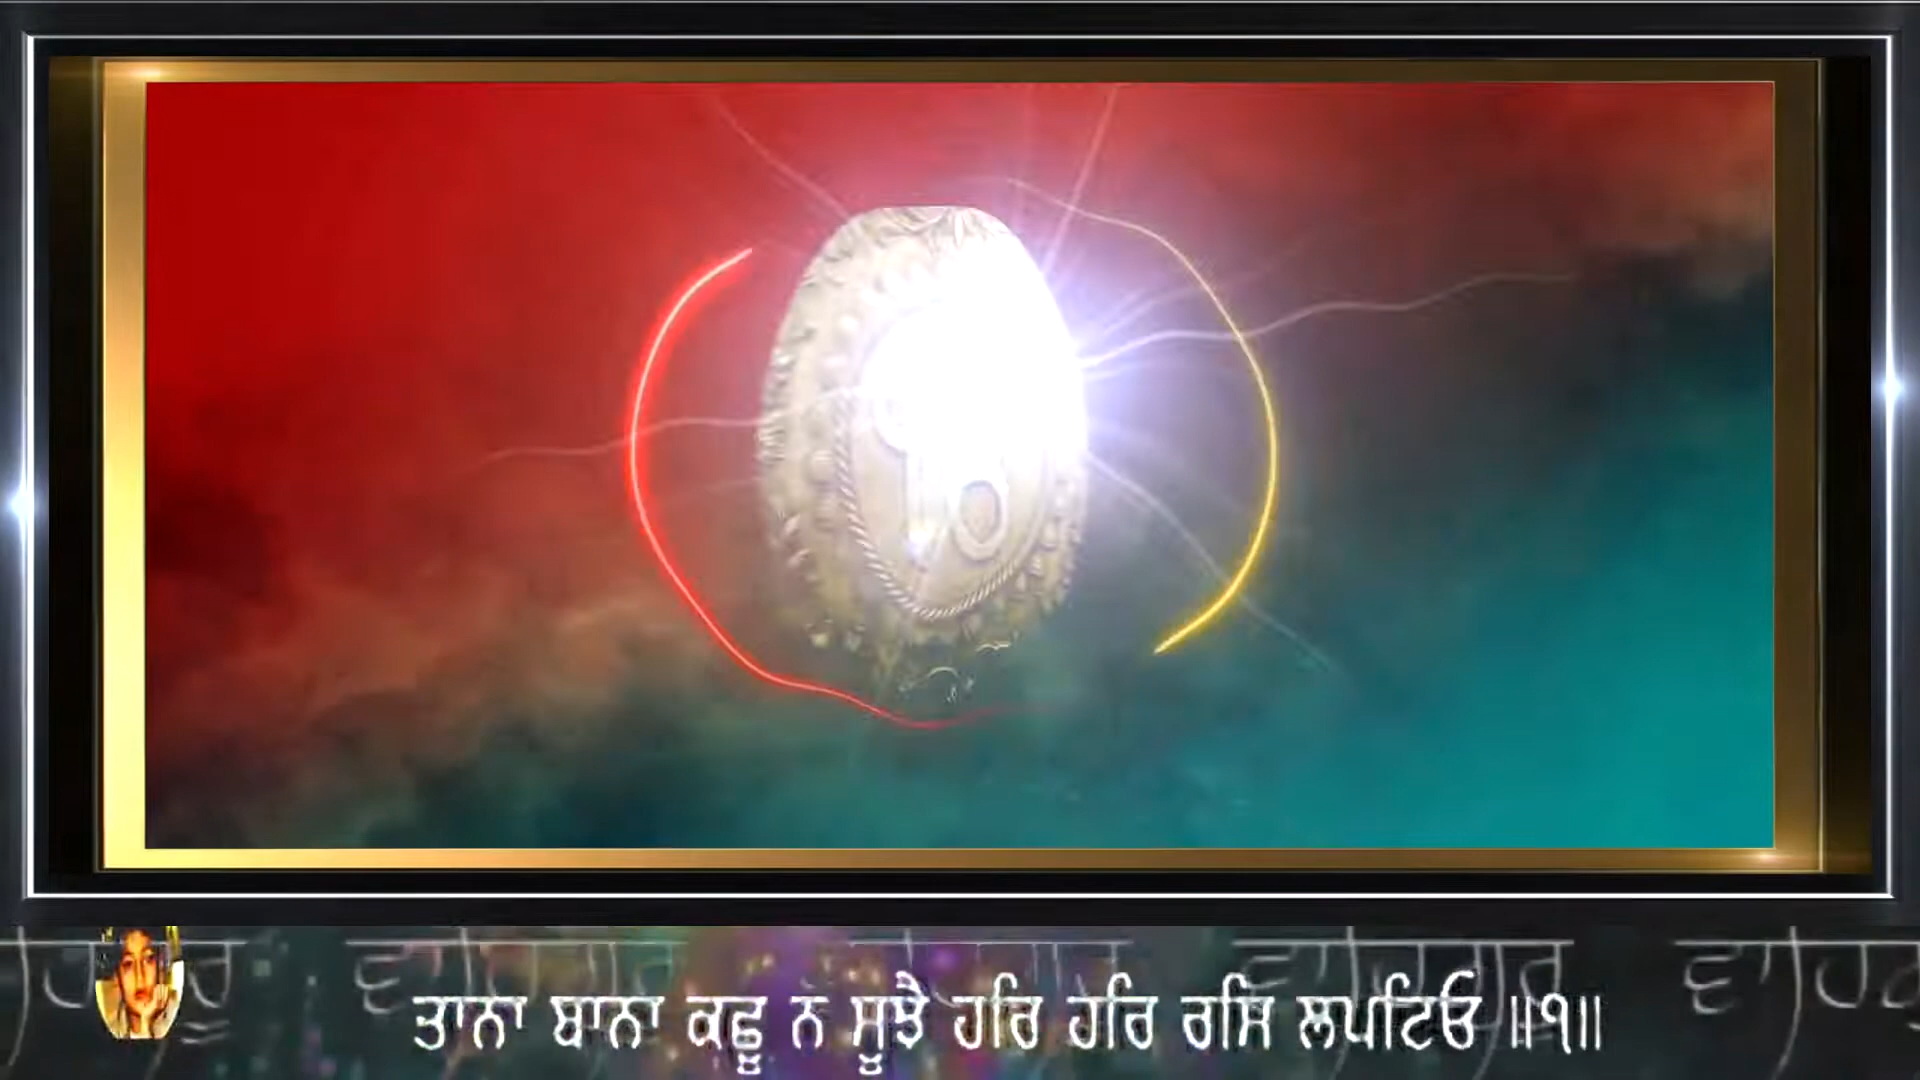 ਵਾਹਿਗੁਰੂ ਵਾਹਿਗੁਰੂ ਵਾਹਿਗੁਰੂ
ਤਾਨਾ ਬਾਨਾ ਕਛੂ ਨ ਸੂਝੈ ਹਰਿ ਹਰਿ ਰਸਿ ਲਪਟਿਓ ॥੧॥